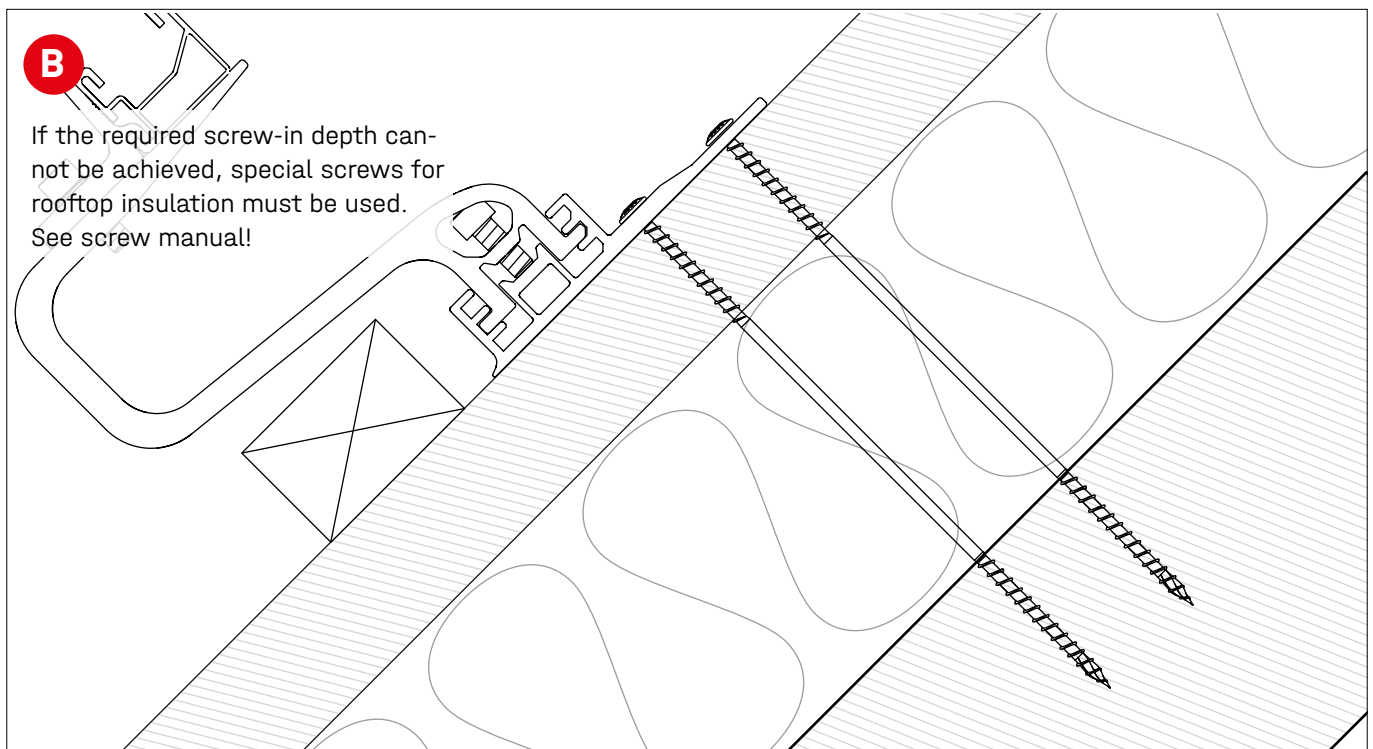 B
If the required screw-in depth can-
not be achieved, special screws for
rooftop insulation must be used.
See screw manual!